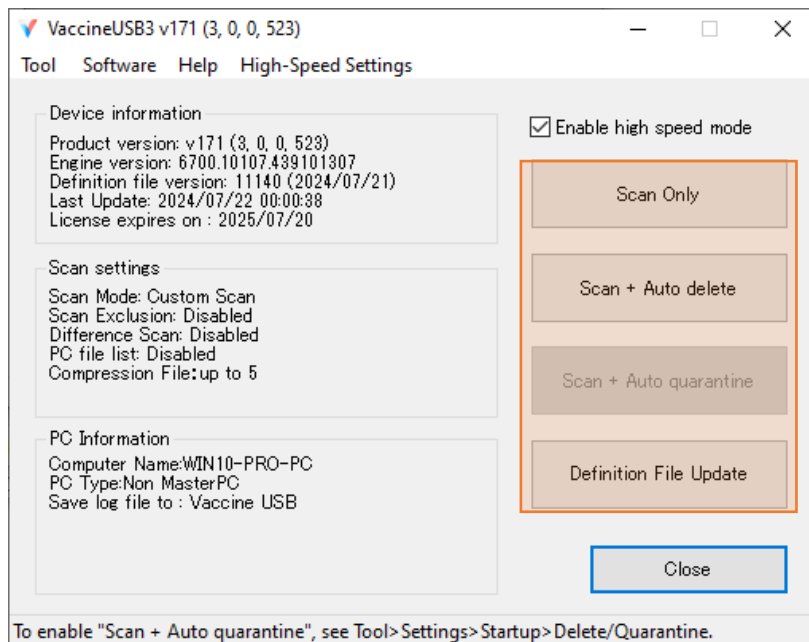 VaccineUSB3 v171 (3, 0, 0, 523)
Tool Software Help High-Speed Settings
Device information
Product version: v171 (3, 0, 0, 523)
Engine version: 6700.10107.439101307
Definition file version: 11140 (2024/07/21)
Last Update: 2024/07/22 00:00:38
License expires on : 2025/07/20
Scan settings
Scan Mode: Custom Scan
Scan Exclusion: Disabled
Difference Scan: Disabled
PC file list: Disabled
Compression File:up to 5
PC Information
Computer Name:WIN10-PRO-PC
PC Type:Non MasterPC
Save log file to : Vaccine USB
Enable high speed mode
Scan Only
Scan + Auto delete
Scan + Auto quarantine
Definition File Update
Close
To enable "Scan + Auto quarantine", see Tool>Settings>Startup>Delete/Quarantine.